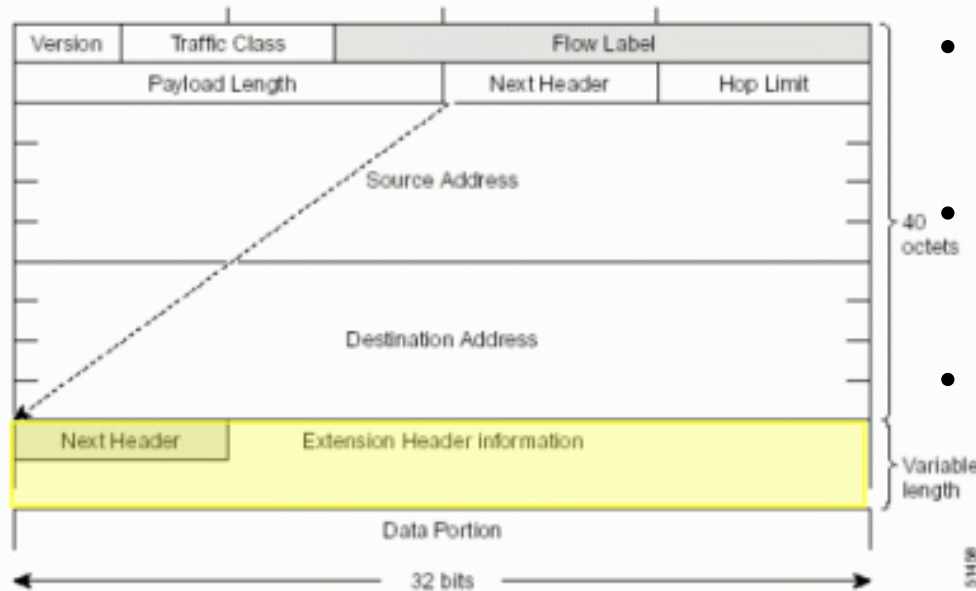 Version Traffic Class Flow Label
Payload Length Next Header Hop Limit
Source Address
40
octets
Destination Address
Next Header Extension Header information
Variable
length
Data Portion
32 bits